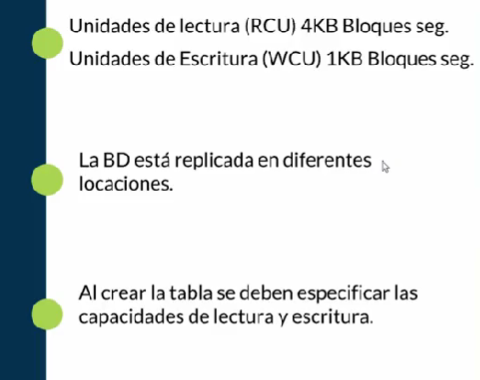 Unidades de lectura (RCU) 4KB Bloques seg.
Unidades de Escritura (WCU) 1KB Bloques seg.
La BD está replicada en diferentes
locaciones.
Al crear la tabla se deben especificar las
capacidades de lectura y escritura.